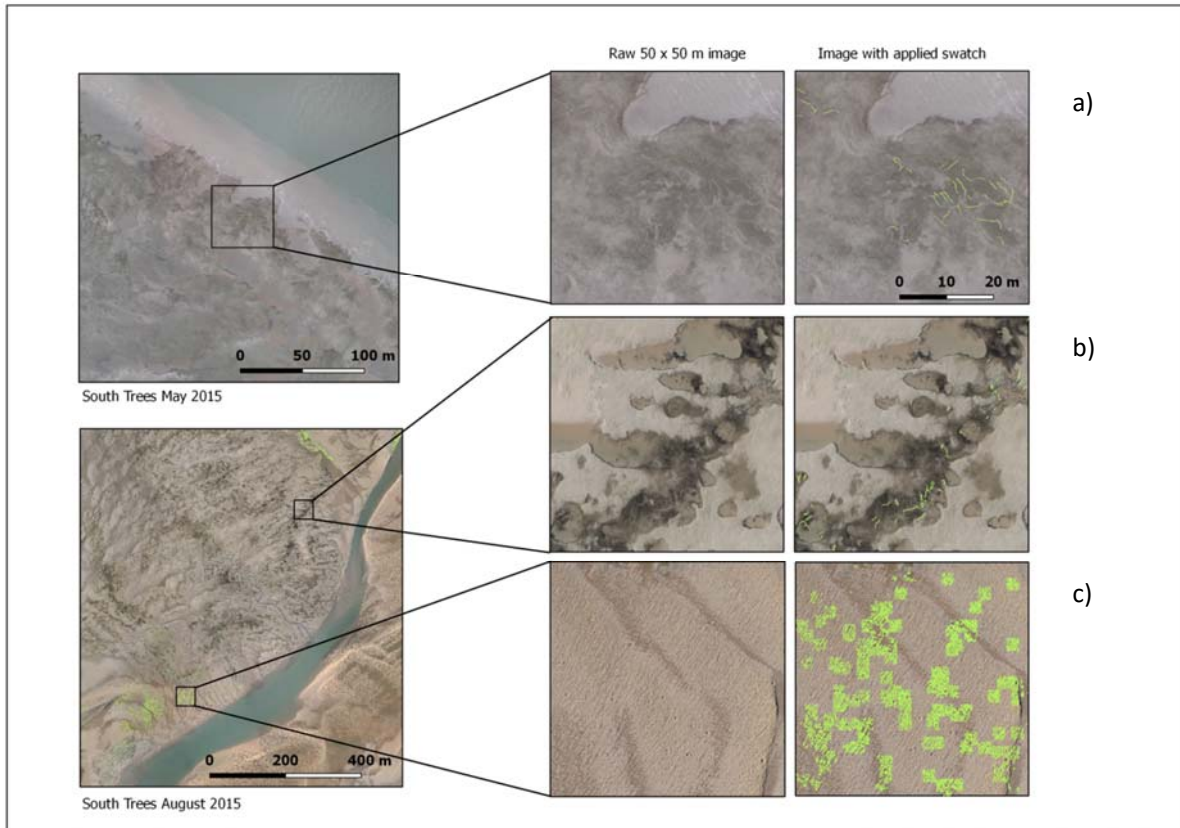 Raw 50 x 50 m image
Image with applied swatch
a)
0 10 20 m
0 50 100 m
South Trees May 2015
b)
c)
0 200 400 m
South Trees August 2015